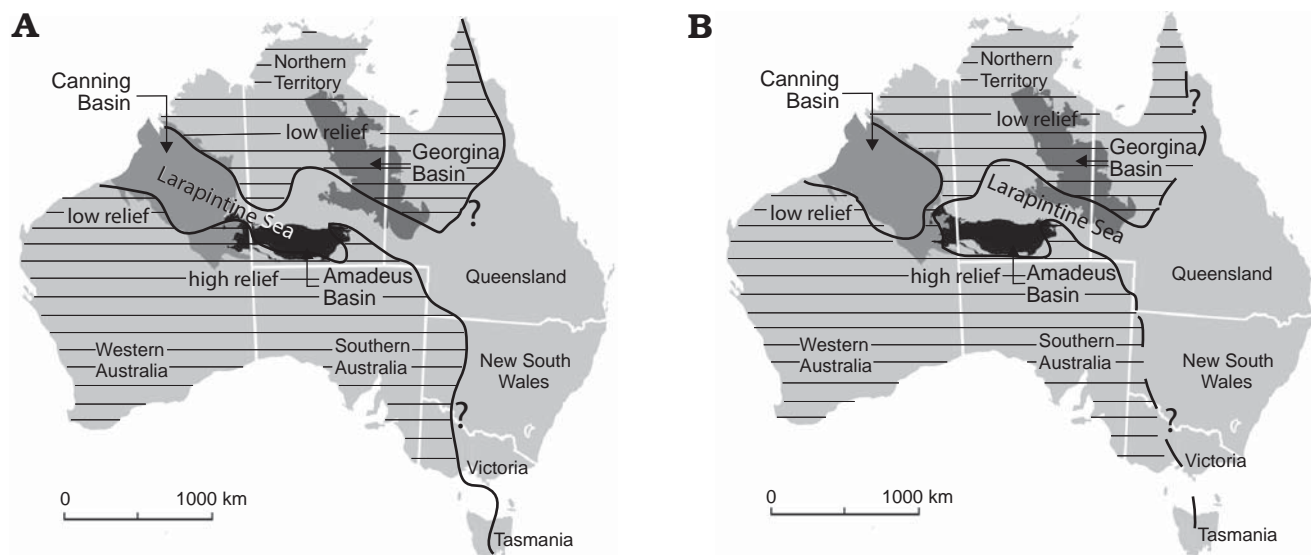 A
Canning
Basin
Northern
Territory
low relief
Georgina
Basin
Larapintine Sea
low relief
?
high relief
Amadeus
Basin
Queensland
Western
Australia
Southern
Australia
New South
Wales
?
Victoria
0 1000 km
Tasmania
B
Canning
Basin
Northern
Territory
?
low relief
Georgina
Basin
Larapintine Sea
low relief
high relief
Amadeus
Basin
Queensland
Western
Australia
Southern
Australia
New South
Wales
?
Victoria
0 1000 km
Tasmania